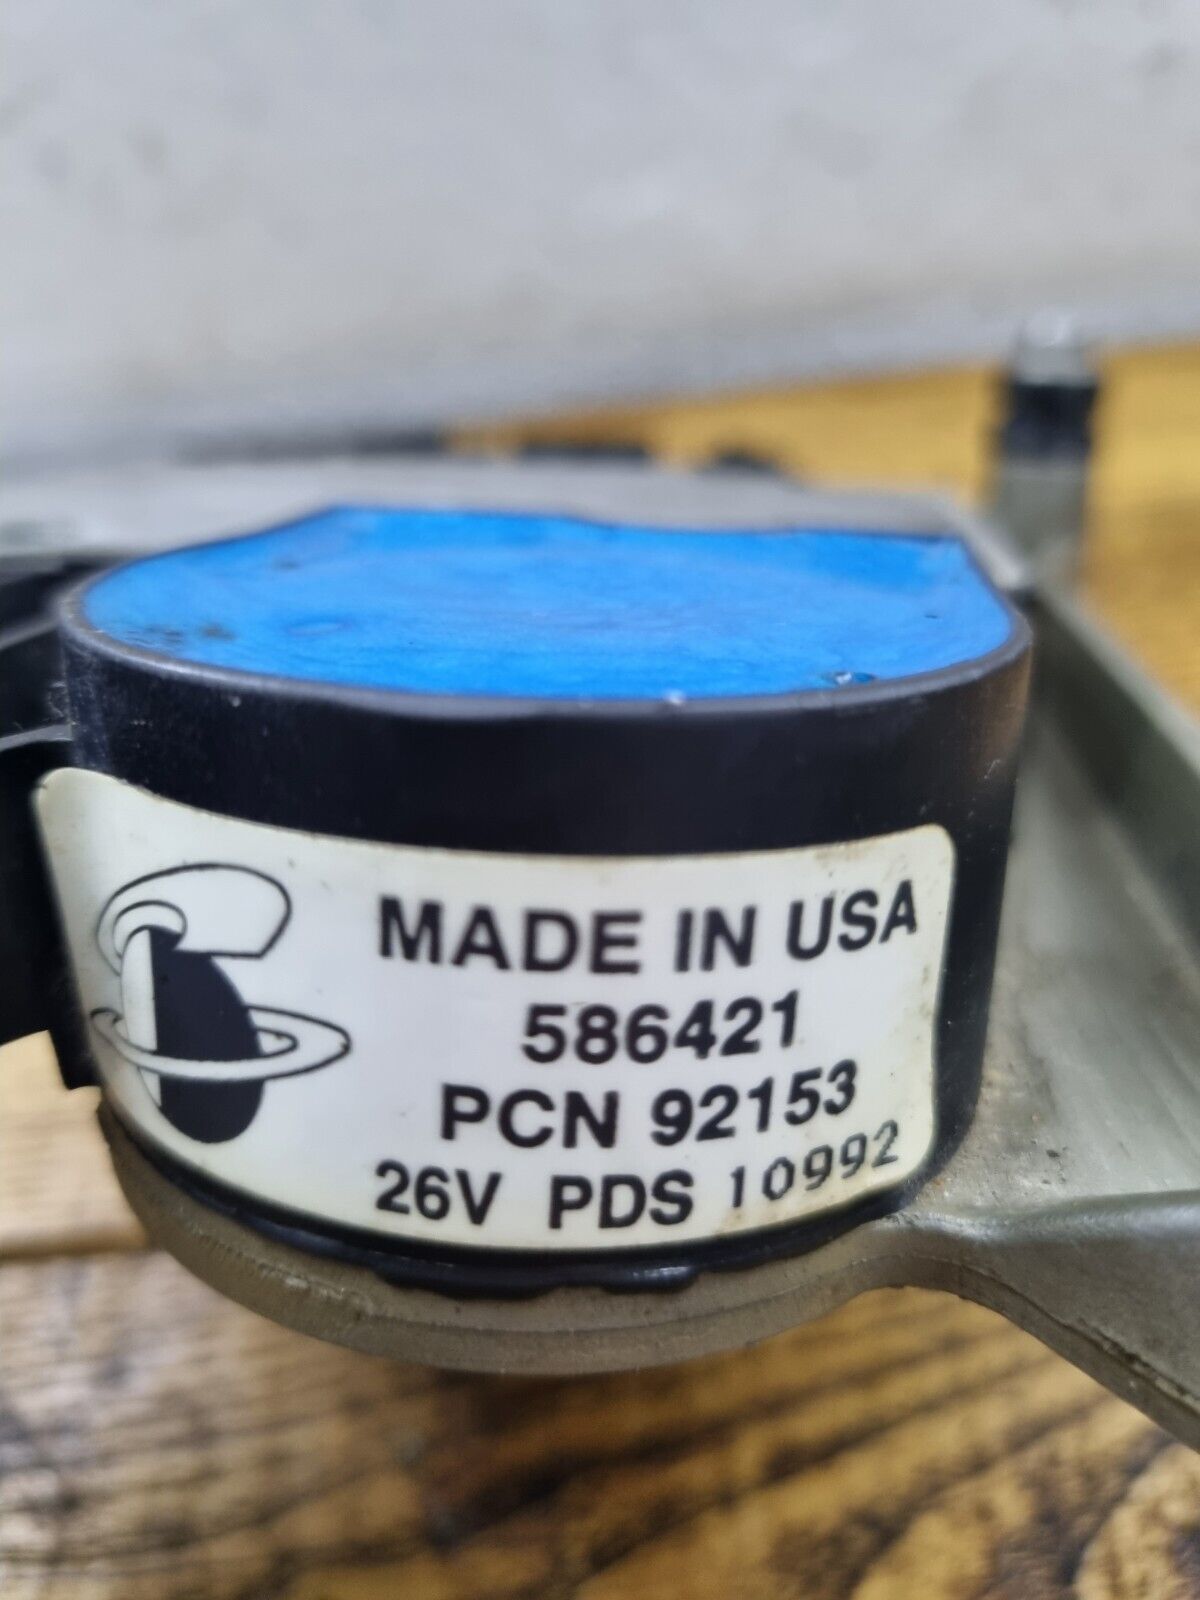 MADE IN USA
586421
PCN 92153
26V PDS 10992